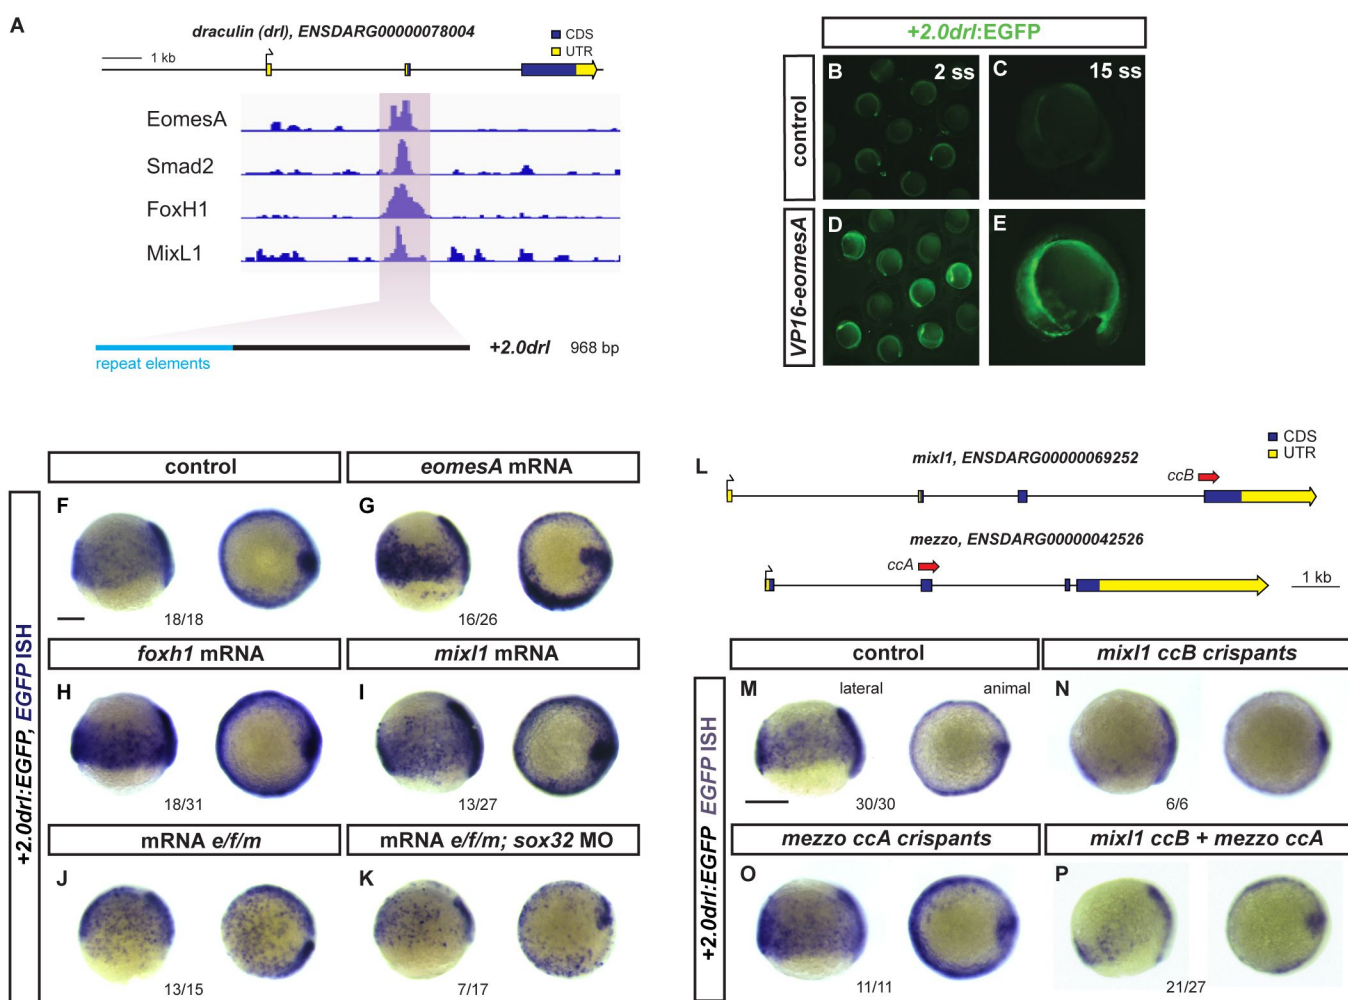 A
draculin (drl), ENSDARG00000078004
CDS
UTR
1 kb
EomesA
Smad2
FoxH1
MixL1
+2.0drl 968 bp
repeat elements
+2.0drl:EGFP
control
B 2 ss
C 15 ss
VP16-eomesA
D
E
+2.0drl:EGFP, EGFP ISH
control
eomesA mRNA
F
G
18/18
16/26
foxh1 mRNA
mixl1 mRNA
H
I
18/31
13/27
mRNA e/f/m
mRNA e/f/m; sox32 MO
J
K
13/15
7/17
L
CDS
UTR
mixl1, ENSDARG00000069252
ccB
mezzo, ENSDARG00000042526
ccA
1 kb
+2.0drl:EGFP EGFP ISH
control
mixl1 ccB crispants
M lateral animal
N
30/30
6/6
mezzo ccA crispants
mixl1 ccB + mezzo ccA
O
P
11/11
21/27